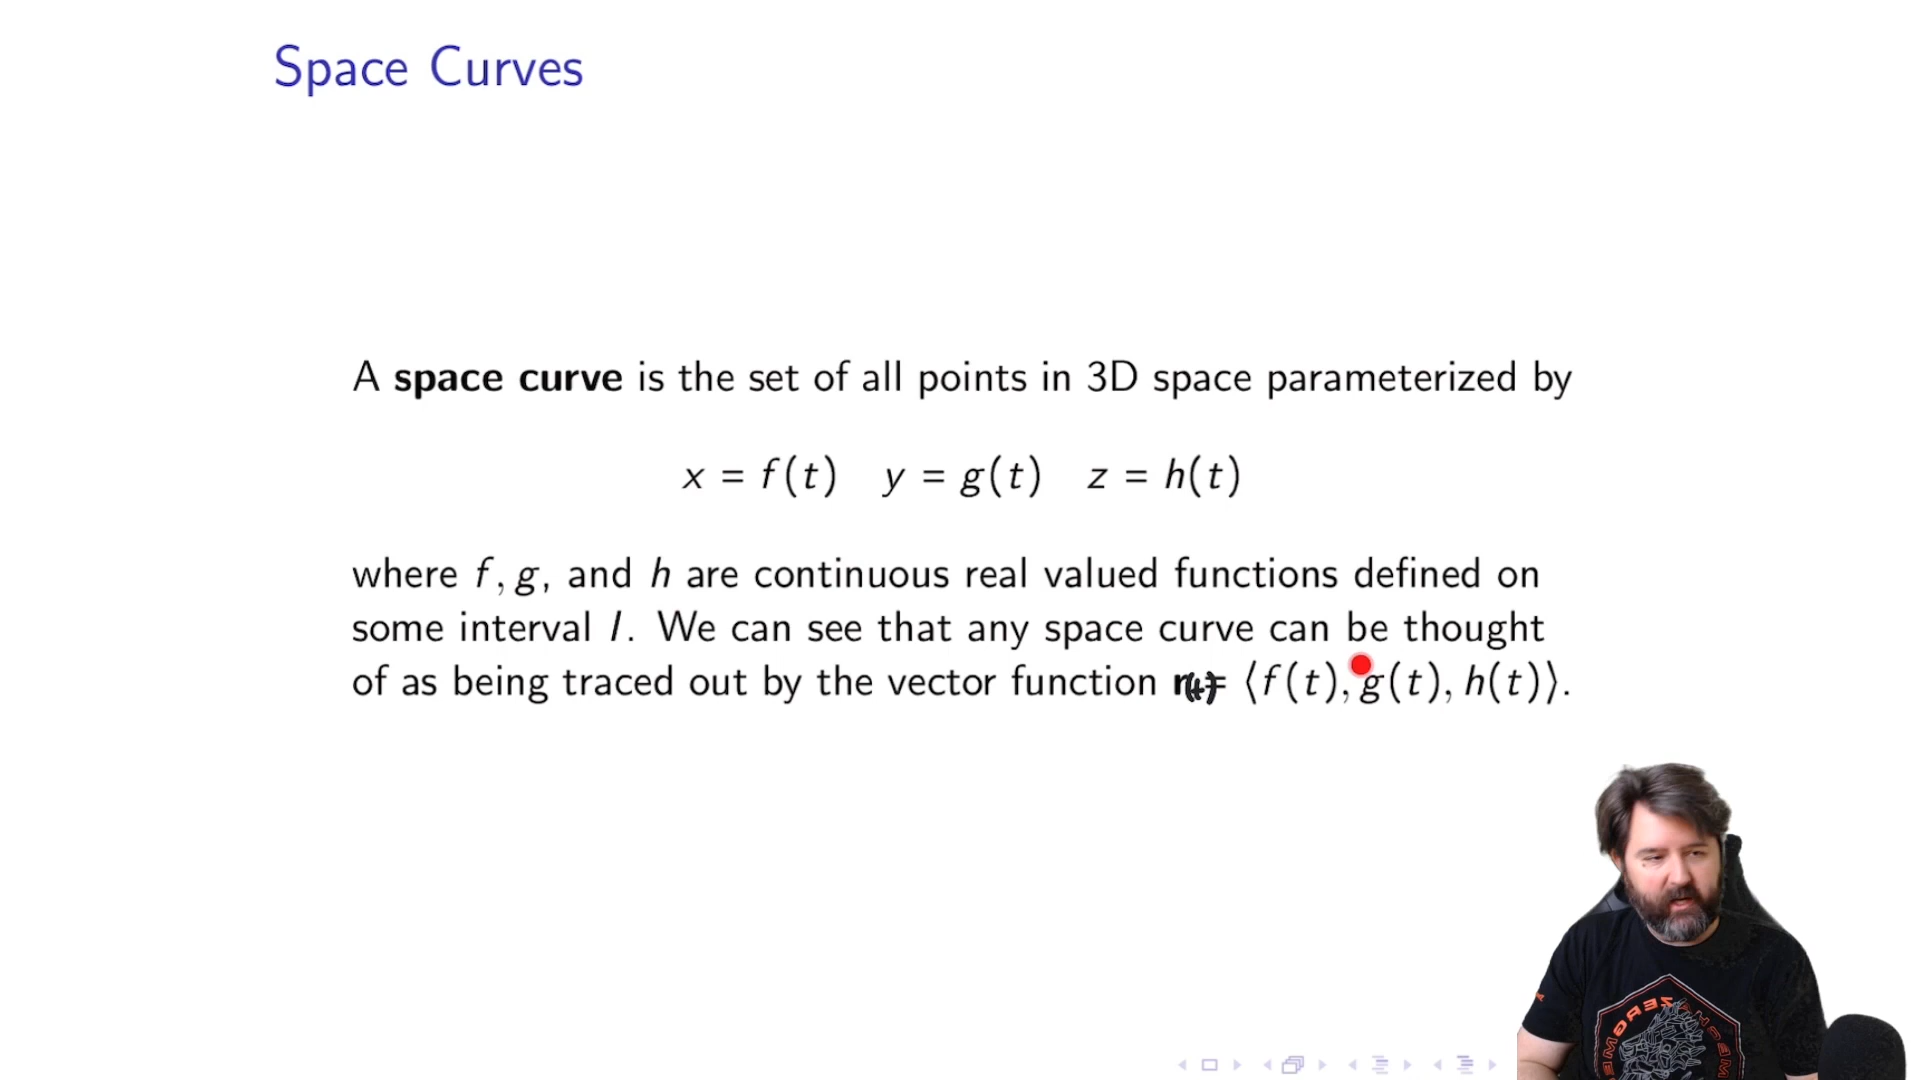 Space Curves
A space curve is the set of all points in 3D space parameterized by
x = f(t) y = g(t) z = h(t)
where f, g, and h are continuous real valued functions defined on
some interval I. We can see that any space curve can be thought
of as being traced out by the vector function r(t) = ⟨f(t), g(t), h(t)⟩.